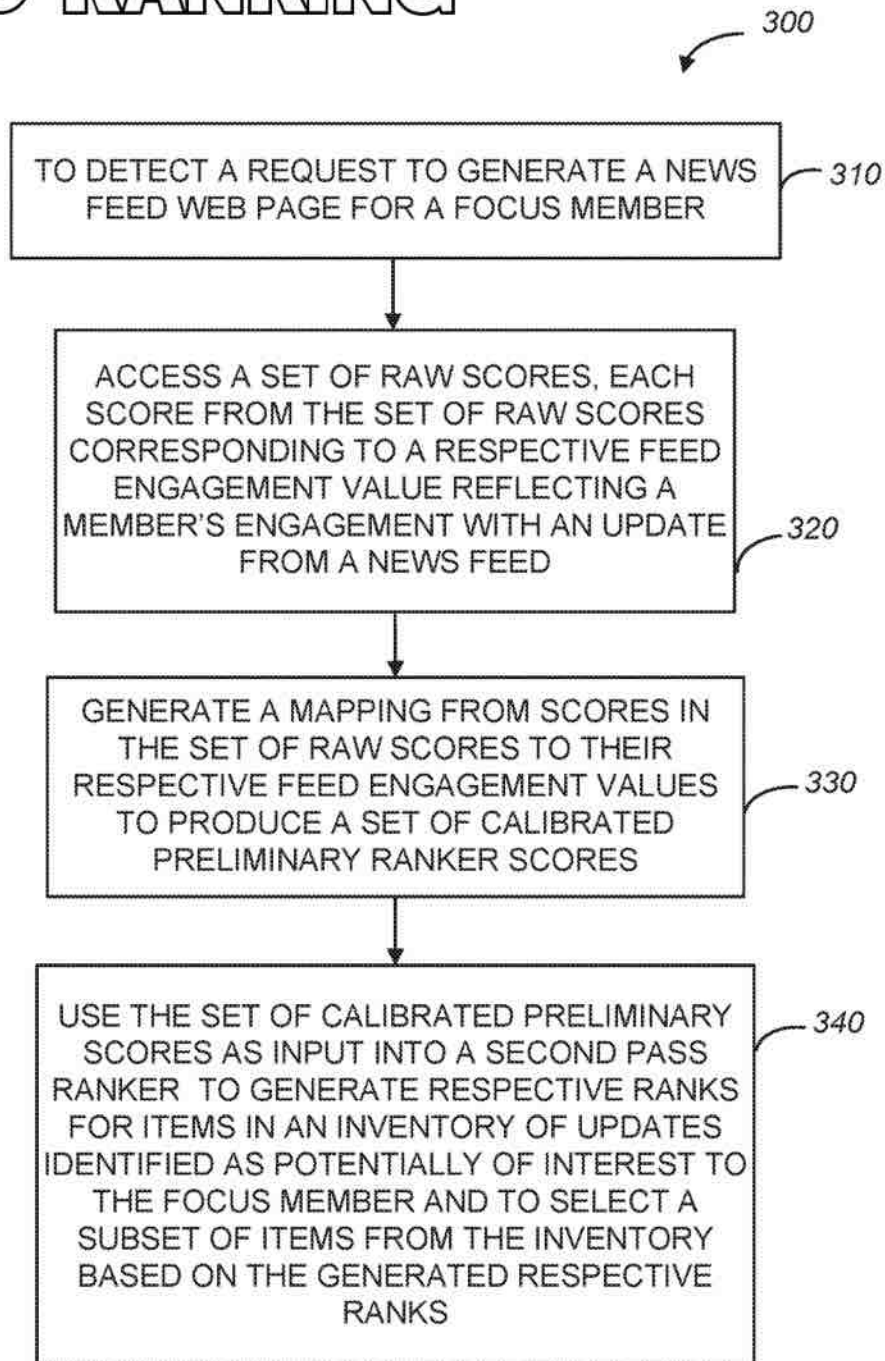 RANKING
300
TO DETECT A REQUEST TO GENERATE A NEWS
FEED WEB PAGE FOR A FOCUS MEMBER
310
ACCESS A SET OF RAW SCORES, EACH
SCORE FROM THE SET OF RAW SCORES
CORRESPONDING TO A RESPECTIVE FEED
ENGAGEMENT VALUE REFLECTING A
MEMBER'S ENGAGEMENT WITH AN UPDATE
FROM A NEWS FEED
320
GENERATE A MAPPING FROM SCORES IN
THE SET OF RAW SCORES TO THEIR
RESPECTIVE FEED ENGAGEMENT VALUES
TO PRODUCE A SET OF CALIBRATED
PRELIMINARY RANKER SCORES
330
USE THE SET OF CALIBRATED PRELIMINARY
SCORES AS INPUT INTO A SECOND PASS
RANKER TO GENERATE RESPECTIVE RANKS
FOR ITEMS IN AN INVENTORY OF UPDATES
IDENTIFIED AS POTENTIALLY OF INTEREST TO
THE FOCUS MEMBER AND TO SELECT A
SUBSET OF ITEMS FROM THE INVENTORY
BASED ON THE GENERATED RESPECTIVE
RANKS
340